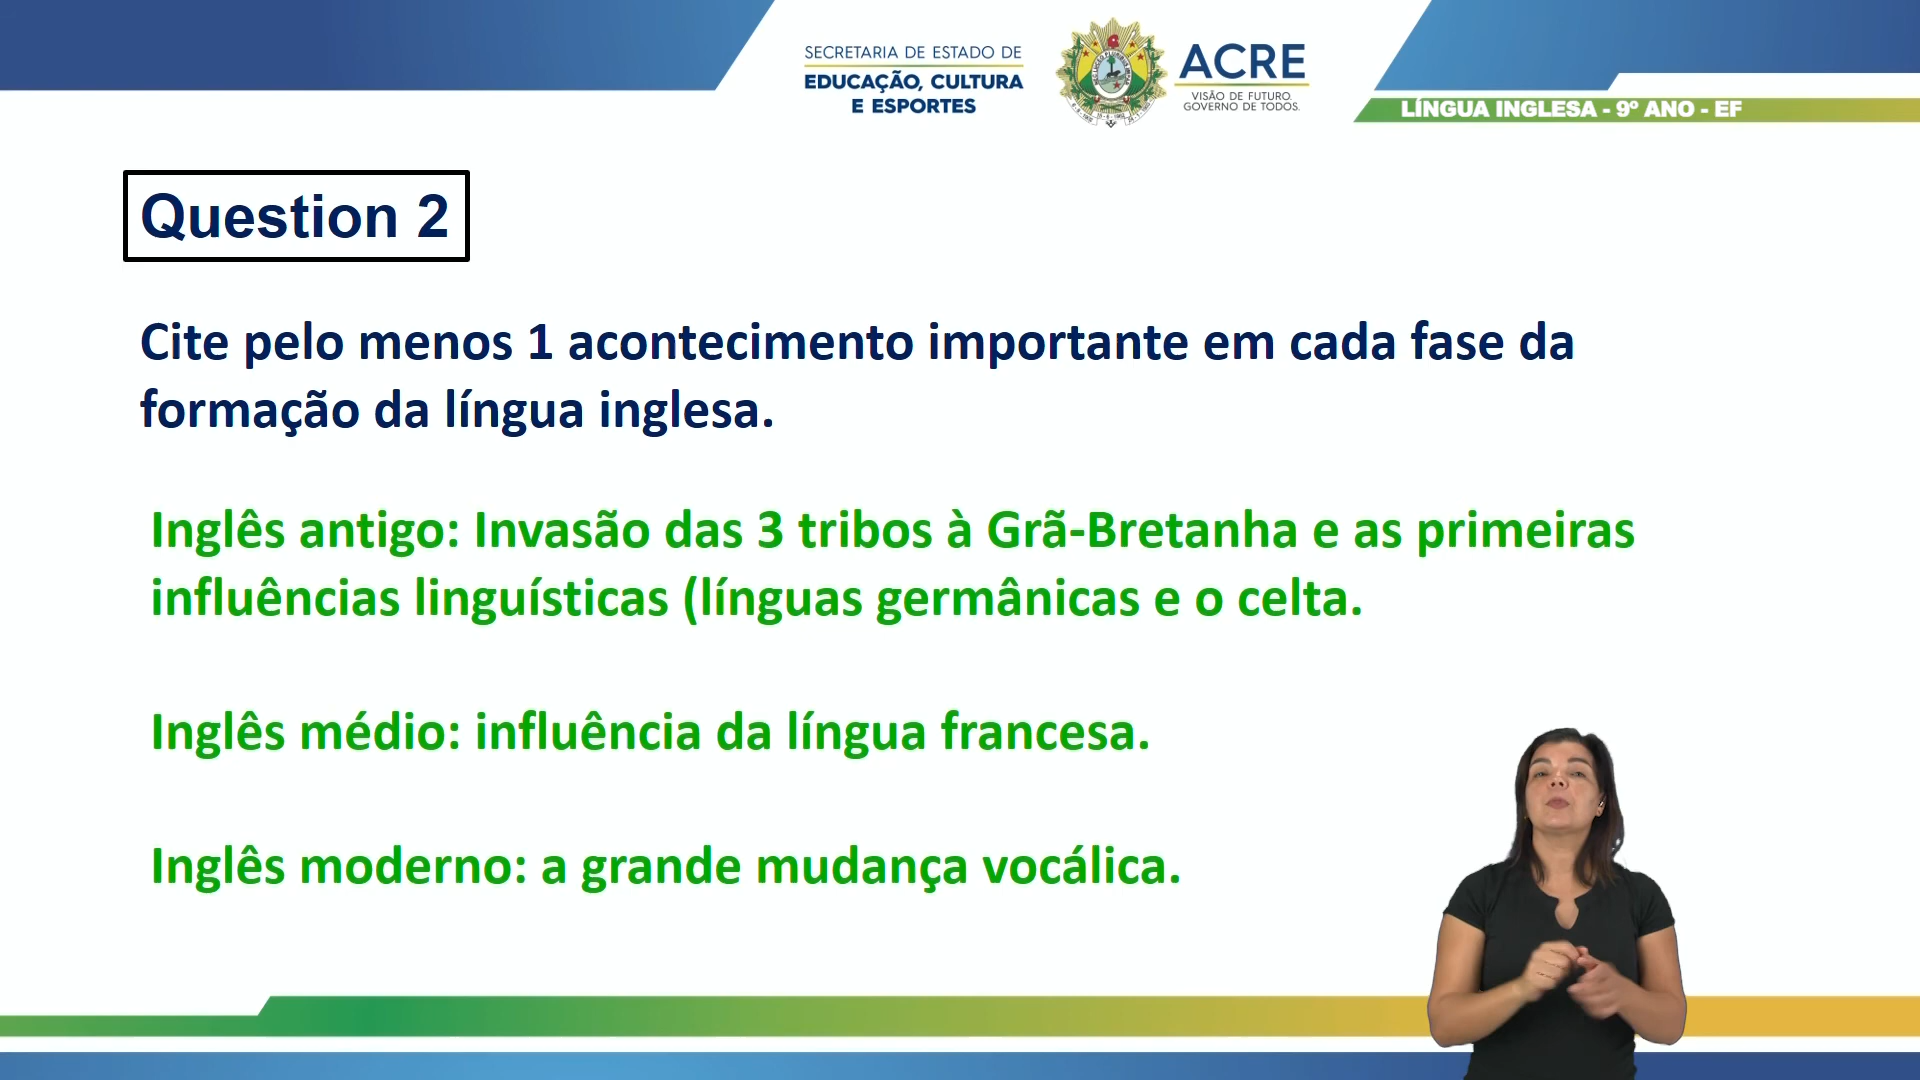 SECRETARIA DE ESTADO DE
EDUCAÇÃO, CULTURA
E ESPORTES
ACRE
VISÃO DE FUTURO.
GOVERNO DE TODOS.
LÍNGUA INGLESA - 9º ANO - EF
Question 2
Cite pelo menos 1 acontecimento importante em cada fase da
formação da língua inglesa.
Inglês antigo: Invasão das 3 tribos à Grã-Bretanha e as primeiras
influências linguísticas (línguas germânicas e o celta.
Inglês médio: influência da língua francesa.
Inglês moderno: a grande mudança vocálica.